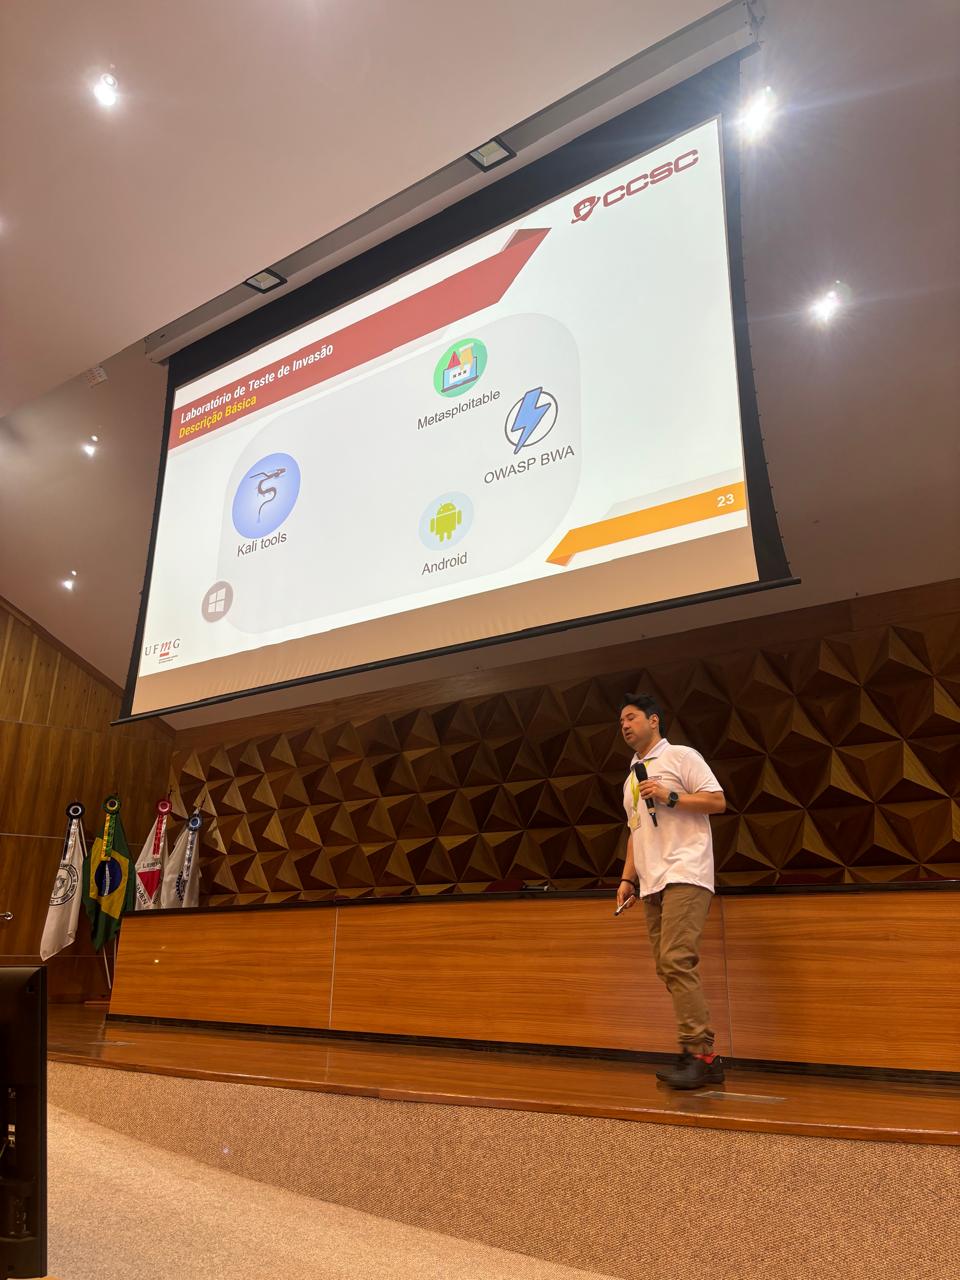 CCSC
Laboratório de Teste de Invasão
Descrição Básica
Metasploitable
OWASP BWA
Kali tools
Android
23
UFMG